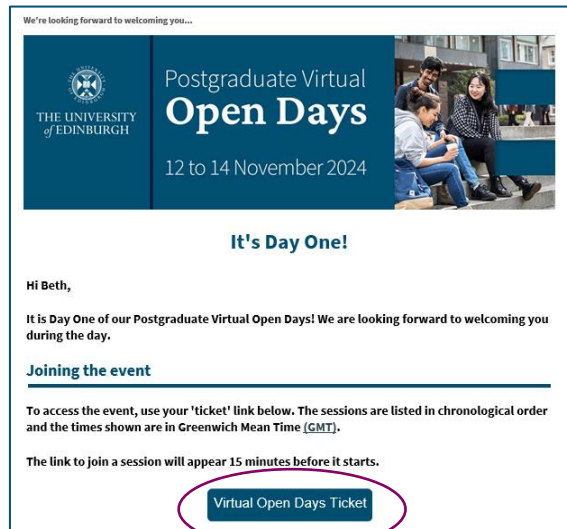 We're looking forward to welcoming you...
THE UNIVERSITY
of EDINBURGH
Postgraduate Virtual
Open Days
12 to 14 November 2024
It's Day One!
Hi Beth,
It is Day One of our Postgraduate Virtual Open Days! We are looking forward to welcoming you
during the day.
Joining the event
To access the event, use your 'ticket' link below. The sessions are listed in chronological order
and the times shown are in Greenwich Mean Time (GMT).
The link to join a session will appear 15 minutes before it starts.
Virtual Open Days Ticket